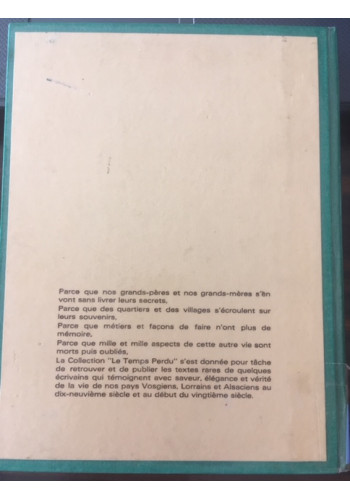 Parce que nos grands-pères et nos grands-mères s'en
vont sans livrer leurs secrets,
Parce que des quartiers et des villages s'écroulent sur
leurs souvenirs,
Parce que métiers et façons de faire n'ont plus de
mémoire,
Parce que mille et mille aspects de cette autre vie sont
morts puis oubliés,
La Collection "Le Temps Perdu" s'est donnée pour tâche
de retrouver et de publier les textes rares de quelques
écrivains qui témoignent avec saveur, élégance et vérité
de la vie de nos pays Vosgiens, Lorrains et Alsaciens au
dix-neuvième siècle et au début du vingtième siècle.